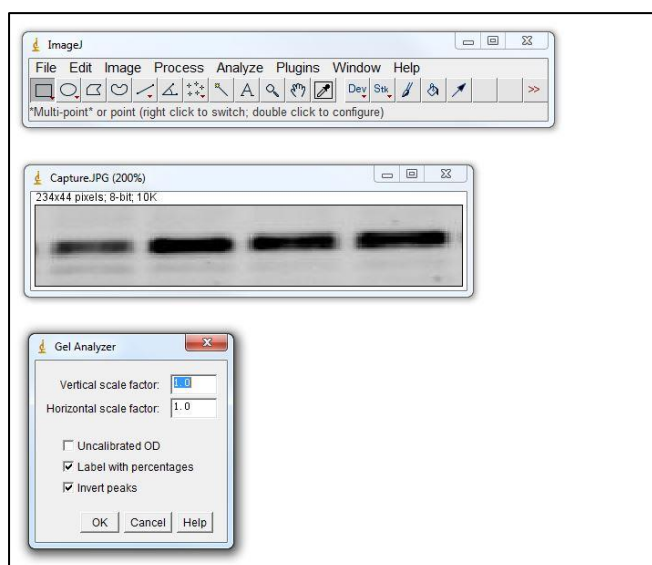 ImageJ
File Edit Image Process Analyze Plugins Window Help
A Dev Stk >>
*Multi-point* or point (right click to switch; double click to configure)
Capture.JPG (200%)
234x44 pixels; 8-bit; 10K
Gel Analyzer
Vertical scale factor: 1.0
Horizontal scale factor: 1.0
Uncalibrated OD
Label with percentages
Invert peaks
OK Cancel Help